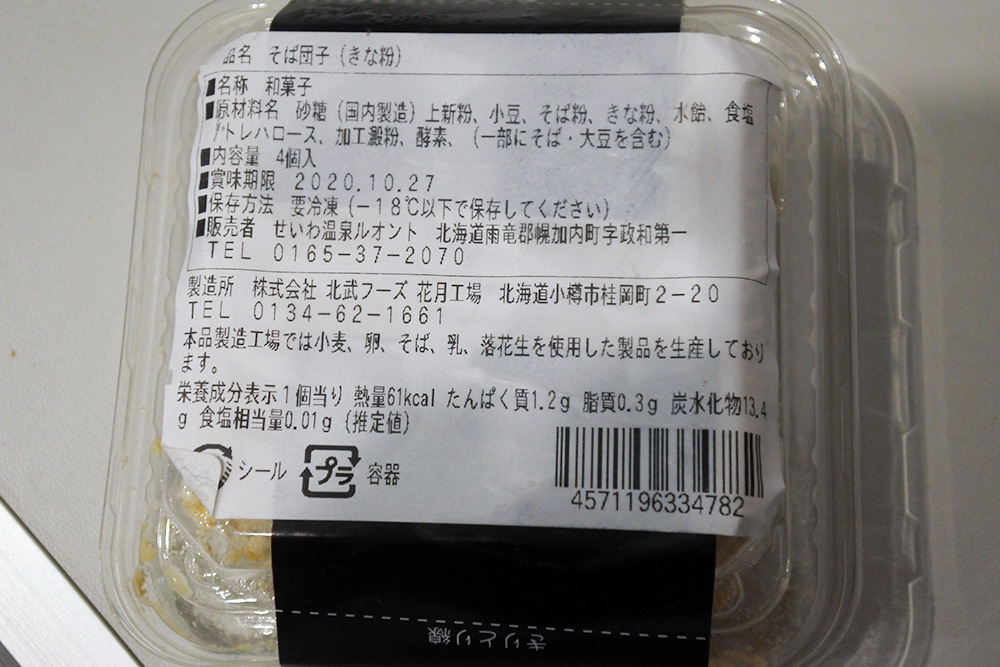 品名 そば団子（きな粉）
■名称 和菓子
■原材料名 砂糖（国内製造）上新粉、小豆、そば粉、きな粉、水飴、食塩
/トレハロース、加工澱粉、酵素、（一部にそば・大豆を含む）
■内容量 4個入
■賞味期限 2020.10.27
■保存方法 要冷凍（－18℃以下で保存してください）
■販売者 せいわ温泉ルオント 北海道雨竜郡幌加内町字政和第一
TEL 0165-37-2070
製造所 株式会社 北武フーズ 花月工場 北海道小樽市桂岡町2－20
TEL 0134-62-1661
本品製造工場では小麦、卵、そば、乳、落花生を使用した製品を生産しており
ます。
栄養成分表示1個当り 熱量61kcal たんぱく質1.2g 脂質0.3g 炭水化物13.4
g 食塩相当量0.01g（推定値）
シール プラ 容器
4571196334782
きりとり線